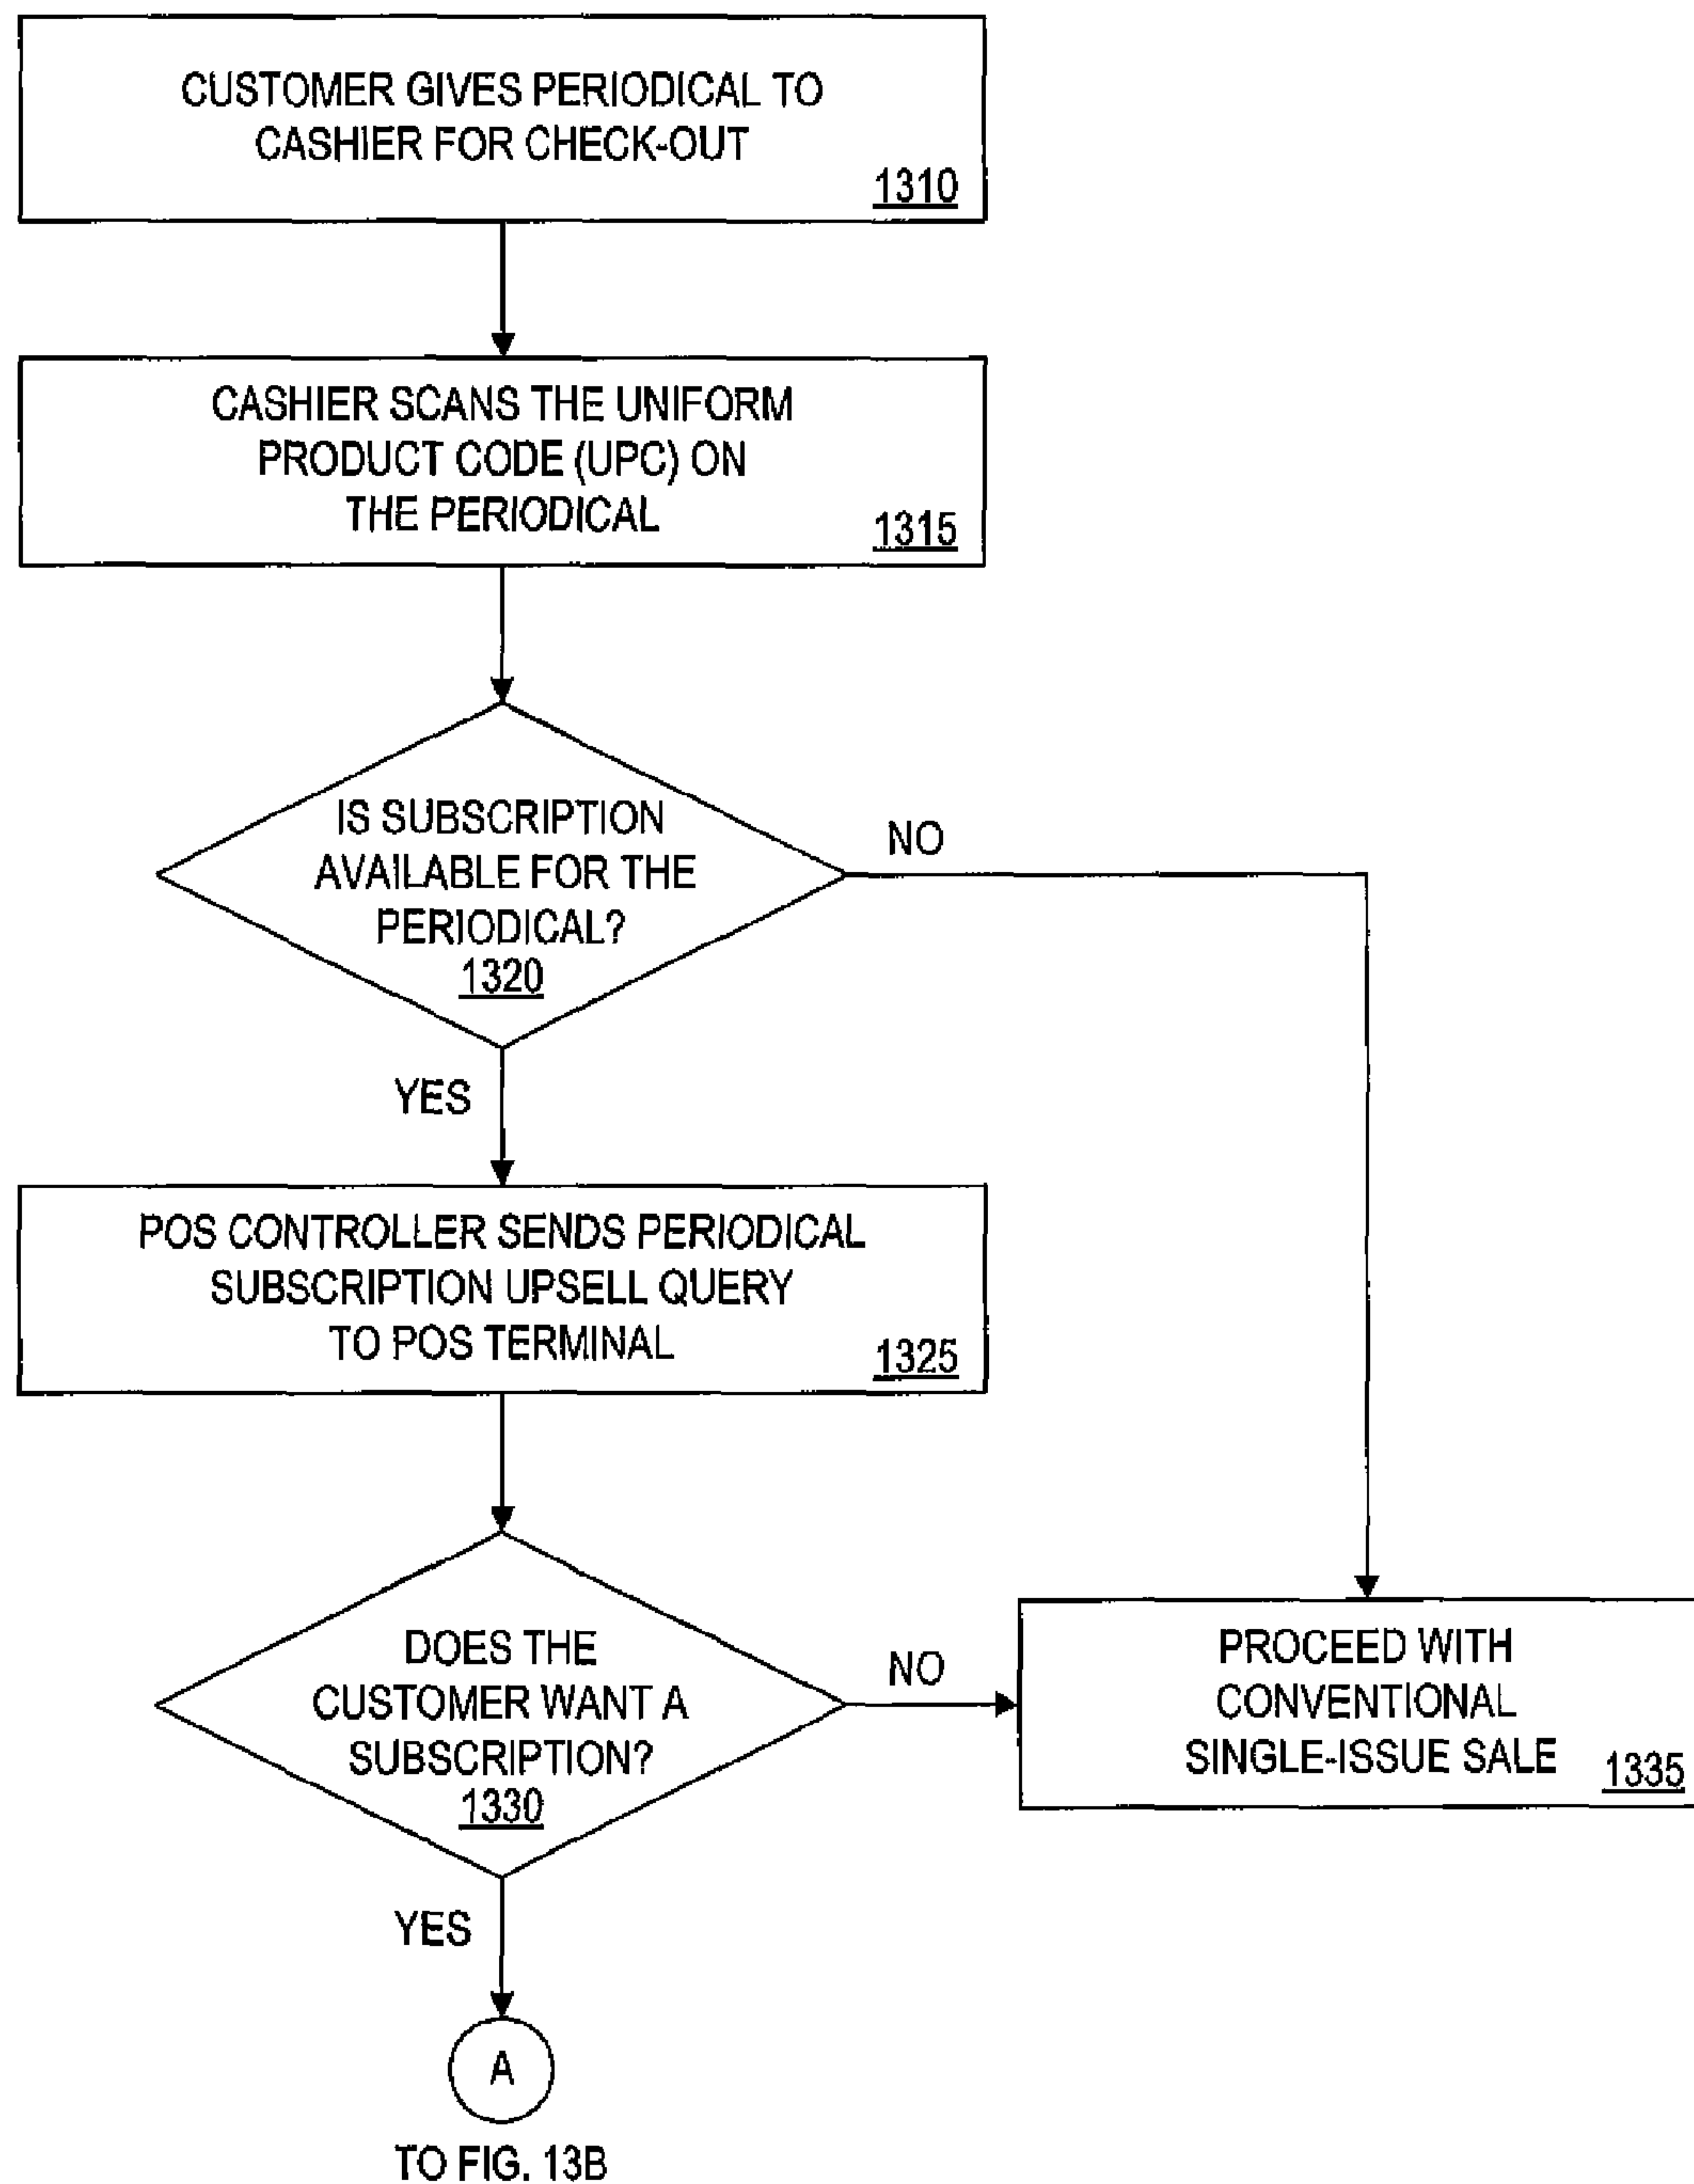 CUSTOMER GIVES PERIODICAL TO
CASHIER FOR CHECK-OUT
1310
CASHIER SCANS THE UNIFORM
PRODUCT CODE (UPC) ON
THE PERIODICAL
1315
IS SUBSCRIPTION
AVAILABLE FOR THE
PERIODICAL?
1320
NO
YES
POS CONTROLLER SENDS PERIODICAL
SUBSCRIPTION UPSELL QUERY
TO POS TERMINAL
1325
DOES THE
CUSTOMER WANT A
SUBSCRIPTION?
1330
NO
PROCEED WITH
CONVENTIONAL
SINGLE-ISSUE SALE
1335
YES
A
TO FIG. 13B